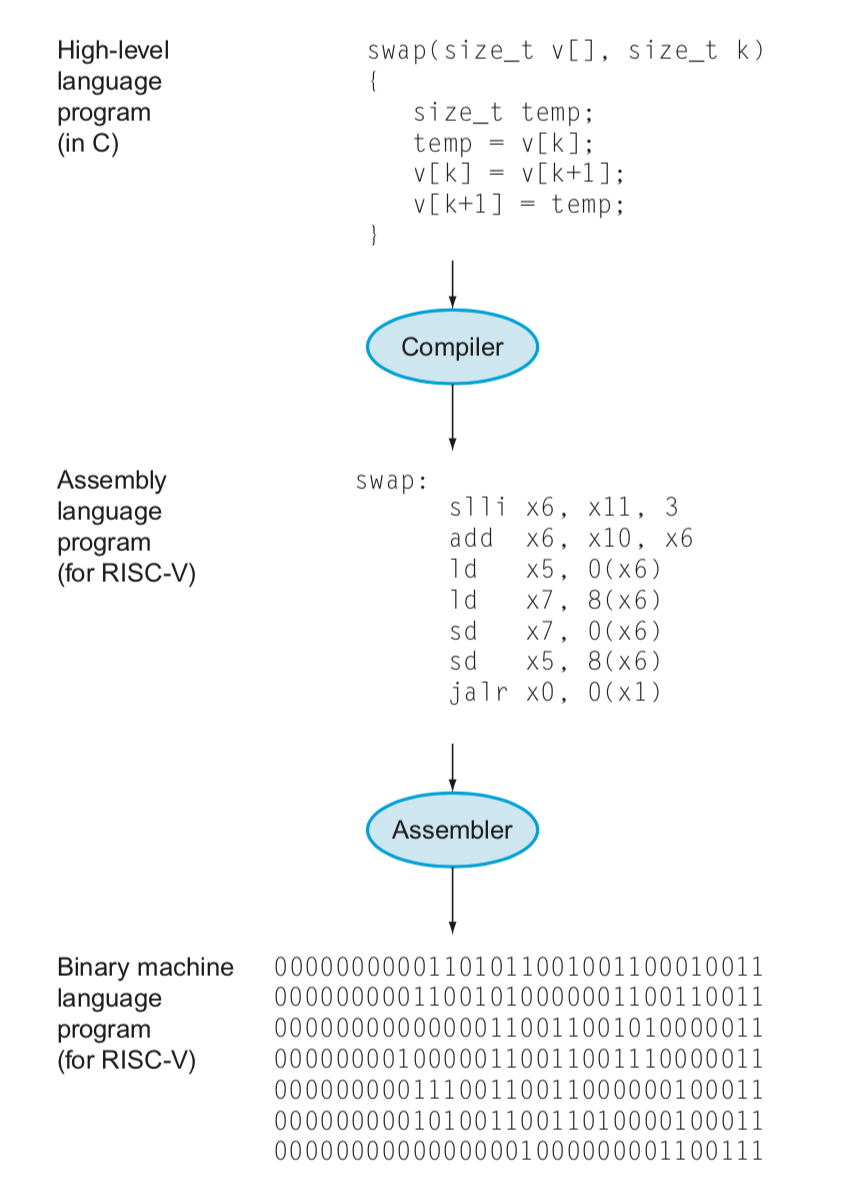 High-level
language
program
(in C)
swap(size_t v[], size_t k)
{
size_t temp;
temp = v[k];
v[k] = v[k+1];
v[k+1] = temp;
}
Compiler
Assembly
language
program
(for RISC-V)
swap:
slli x6, x11, 3
add x6, x10, x6
ld x5, 0(x6)
ld x7, 8(x6)
sd x7, 0(x6)
sd x5, 8(x6)
jalr x0, 0(x1)
Assembler
Binary machine
language
program
(for RISC-V)
00000000001101011001001100010011
00000000011001010000001100110011
00000000000000110011001010000011
00000000100000110011001110000011
00000000011100110011000000100011
00000000010100110011010000100011
00000000000000001000000001100111